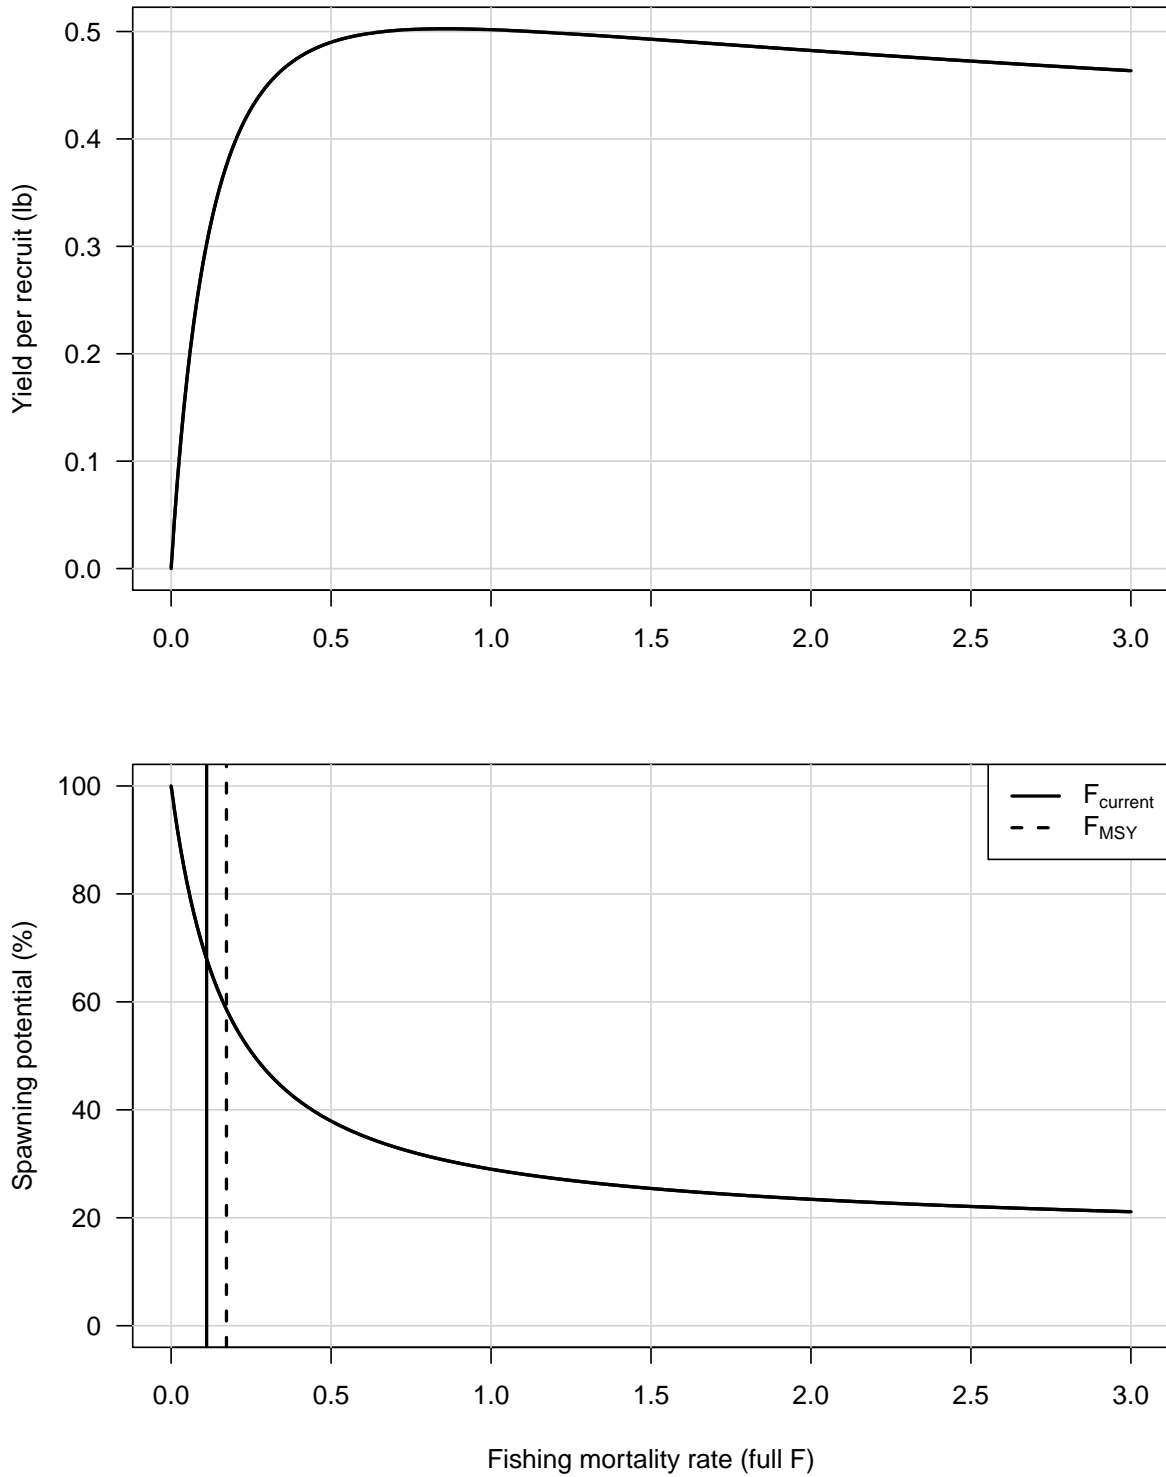 Yield per recruit (lb)
0.5
0.4
0.3
0.2
0.1
0.0
0.0 0.5 1.0 1.5 2.0 2.5 3.0
Spawning potential (%)
100
80
60
40
20
0
F current
F MSY
0.0 0.5 1.0 1.5 2.0 2.5 3.0
Fishing mortality rate (full F)